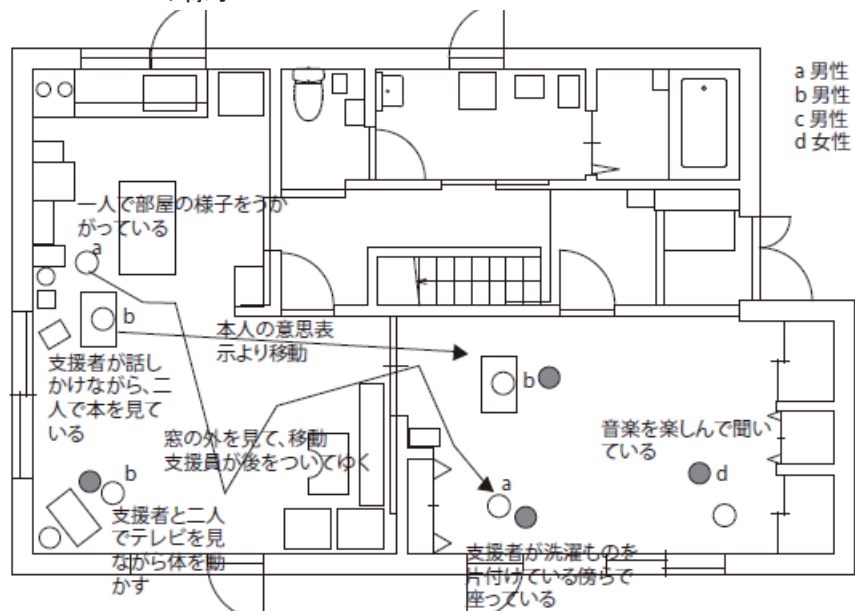 a 男性
b 男性
c 男性
d 女性
一人で部屋の様子をうか
がっている
a
b
本人の意思表
示より移動
支援者が話し
かけながら、二
人で本を見て
いる
b
音楽を楽しんで聞い
ている
窓の外を見て、移動
支援員が後をついてゆく
b
a
d
支援者と二人
でテレビを見
ながら体を動
かす
支援者が洗濯ものを
片付けている傍らで
座っている